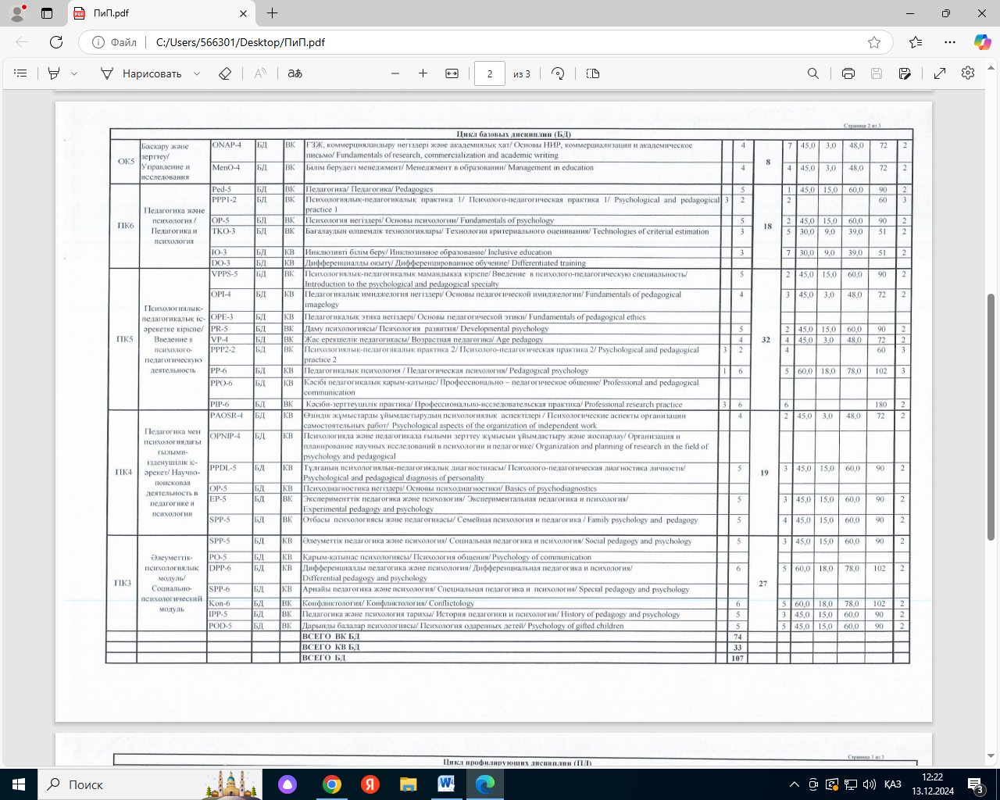 ПиП.pdf
Файл C:/Users/566301/Desktop/ПиП.pdf
Нарисовать 2 из 3
Страница 2 из 3
Цикл базовых дисциплин (БД)
ОК5 Басқару және зерттеу/ Управление и исследования
ONAP-4 БД ВК ҒЗЖ, коммерцияландыру негіздері және академиялық хат/ Основы НИР, коммерциализации и академическое письмо/ Fundamentals of research, commercialization and academic writing 4 8 7 45,0 3,0 48,0 72 2
MenO-4 БД ВК Білім берудегі менеджмент/ Менеджмент в образовании/ Management in education 4 4 45,0 3,0 48,0 72 2
ПК6 Педагогика және психология / Педагогика и психология
Ped-5 БД ВК Педагогика/ Педагогика/ Pedagogics 5 18 1 45,0 15,0 60,0 90 2
PPP1-2 БД ВК Психологиялық-педагогикалық практика 1/ Психолого-педагогическая практика 1/ Psychological and pedagogical practice 1 3 2 2 60 3
OP-5 БД ВК Психология негіздері/ Основы психологии/ Fundamentals of psychology 5 2 45,0 15,0 60,0 90 2
TKO-3 БД ВК Бағалаудың өлшемдік технологиялары/ Технологии критериального оценивания/ Technologies of criterial estimation 3 5 30,0 9,0 39,0 51 2
IO-3 БД КВ Инклюзивті білім беру/ Инклюзивное образование/ Inclusive education 3 7 30,0 9,0 39,0 51 2
DO-3 БД КВ Дифференциалды оқыту/ Дифференцированное обучение/ Differentiated training
ПК5 Психологиялық-педагогикалық іс-әрекетке кіріспе/ Введение в психолого-педагогическую деятельность
VPPS-5 БД ВК Психологиялық-педагогикалық мамандыққа кіріспе/ Введение в психолого-педагогическую специальность/ Introduction to the psychological and pedagogical specialty 5 32 2 45,0 15,0 60,0 90 2
OPI-4 БД КВ Педагогикалық имиджелогия негіздері/ Основы педагогической имиджелогии/ Fundamentals of pedagogical imagelogy 4 3 45,0 3,0 48,0 72 2
OPE-3 БД КВ Педагогикалық этика негіздері/ Основы педагогической этики/ Fundamentals of pedagogical ethics
PR-5 БД КВ Даму психологиясы/ Психология развития/ Developmental psychology 5 2 45,0 15,0 60,0 90 2
VP-4 БД КВ Жас ерекшелік педагогикасы/ Возрастная педагогика/ Age pedagogy 4 4 45,0 3,0 48,0 72 2
PPP2-2 БД ВК Психологиялық-педагогикалық практика 2/ Психолого-педагогическая практика 2/ Psychological and pedagogical practice 2 3 2 4 60 3
PP-6 БД КВ Педагогикалық психология / Педагогическая психология/ Pedagogical psychology 1 6 5 60,0 18,0 78,0 102 3
PPO-6 БД КВ Кәсіби педагогикалық қарым-қатынас/ Профессионально – педагогическое общение/ Professional and pedagogical communication
PIP-6 БД ВК Кәсіби-зерттеушілік практика/ Профессионально-исследовательская практика/ Professional research practice 3 6 6 180 2
ПК4 Педагогика мен психологиядағы ғылыми-ізденушілік іс-әрекет/ Научно-поисковая деятельность в педагогике и психологии
PAOSR-4 БД КВ Өзіндік жұмыстарды ұйымдастырудың психологиялық аспектілері / Психологические аспекты организации самостоятельных работ/ Psychological aspects of the organization of independent work 4 19 2 45,0 3,0 48,0 72 2
OPNIP-4 БД КВ Психологияда және педагогикада ғылыми зерттеу жұмысын ұйымдастыру және жоспарлау/ Организация и планирование научных исследований в психологии и педагогике/ Organization and planning of research in the field of psychology and pedagogical
PPDL-5 БД КВ Тұлғаның психологиялық-педагогикалық диагностикасы/ Психолого-педагогическая диагностика личности/ Psychological and pedagogical diagnosis of personality 5 3 45,0 15,0 60,0 90 2
OP-5 БД КВ Психодиагностика негіздері/ Основы психодиагностики/ Basics of psychodiagnostics
EP-5 БД ВК Эксперименттік педагогика және психология/ Экспериментальная педагогика и психология/ Experimental pedagogy and psychology 5 3 45,0 15,0 60,0 90 2
SPP-5 БД ВК Отбасы психологиясы және педагогикасы/ Семейная психология и педагогика / Family psychology and pedagogy 5 4 45,0 15,0 60,0 90 2
ПК3 Әлеуметтік-психологиялық модуль/ Социально-психологический модуль
SPP-5 БД КВ Әлеуметтік педагогика және психология/ Социальная педагогика и психология/ Social pedagogy and psychology 5 27 3 45,0 15,0 60,0 90 2
PO-5 БД КВ Қарым-қатынас психологиясы/ Психология общения/ Psychology of communication
DPP-6 БД КВ Дифференциалды педагогика және психология/ Дифференциальная педагогика и психология/ Differential pedagogy and psychology 6 5 60,0 18,0 78,0 102 2
SPP-6 БД КВ Арнайы педагогика және психология/ Специальная педагогика и психология/ Special pedagogy and psychology
Kon-6 БД ВК Конфликтология/ Конфликтология/ Conflictology 6 5 60,0 18,0 78,0 102 2
IPP-5 БД ВК Педагогика және психология тарихы/ История педагогики и психологии/ History of pedagogy and psychology 5 3 45,0 15,0 60,0 90 2
POD-5 БД ВК Дарынды балалар психологиясы/ Психология одаренных детей/ Psychology of gifted children 5 5 45,0 15,0 60,0 90 2
ВСЕГО ВК БД 74
ВСЕГО КВ БД 33
ВСЕГО БД 107
Страница 3 из 3
Цикл профилирующих дисциплин (ПД)
Поиск
ҚАЗ 12:22 13.12.2024 3